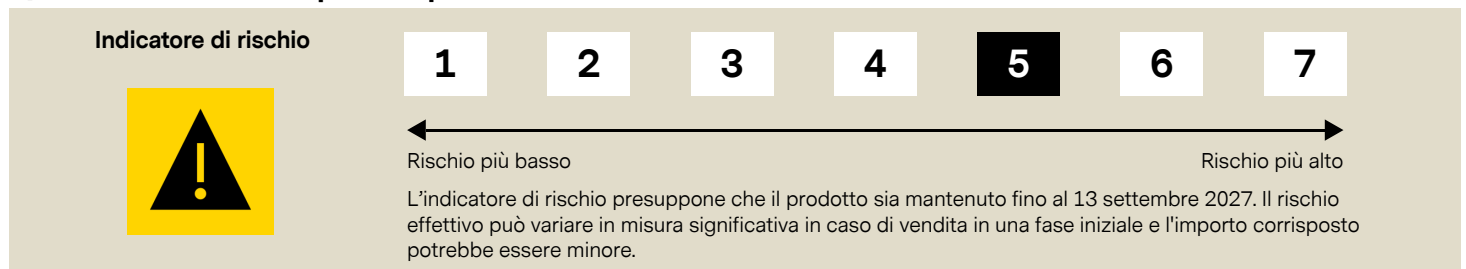 Indicatore di rischio
1 2 3 4 5 6 7
Rischio più basso
Rischio più alto
L'indicatore di rischio presuppone che il prodotto sia mantenuto fino al 13 settembre 2027. Il rischio
effettivo può variare in misura significativa in caso di vendita in una fase iniziale e l'importo corrisposto
potrebbe essere minore.